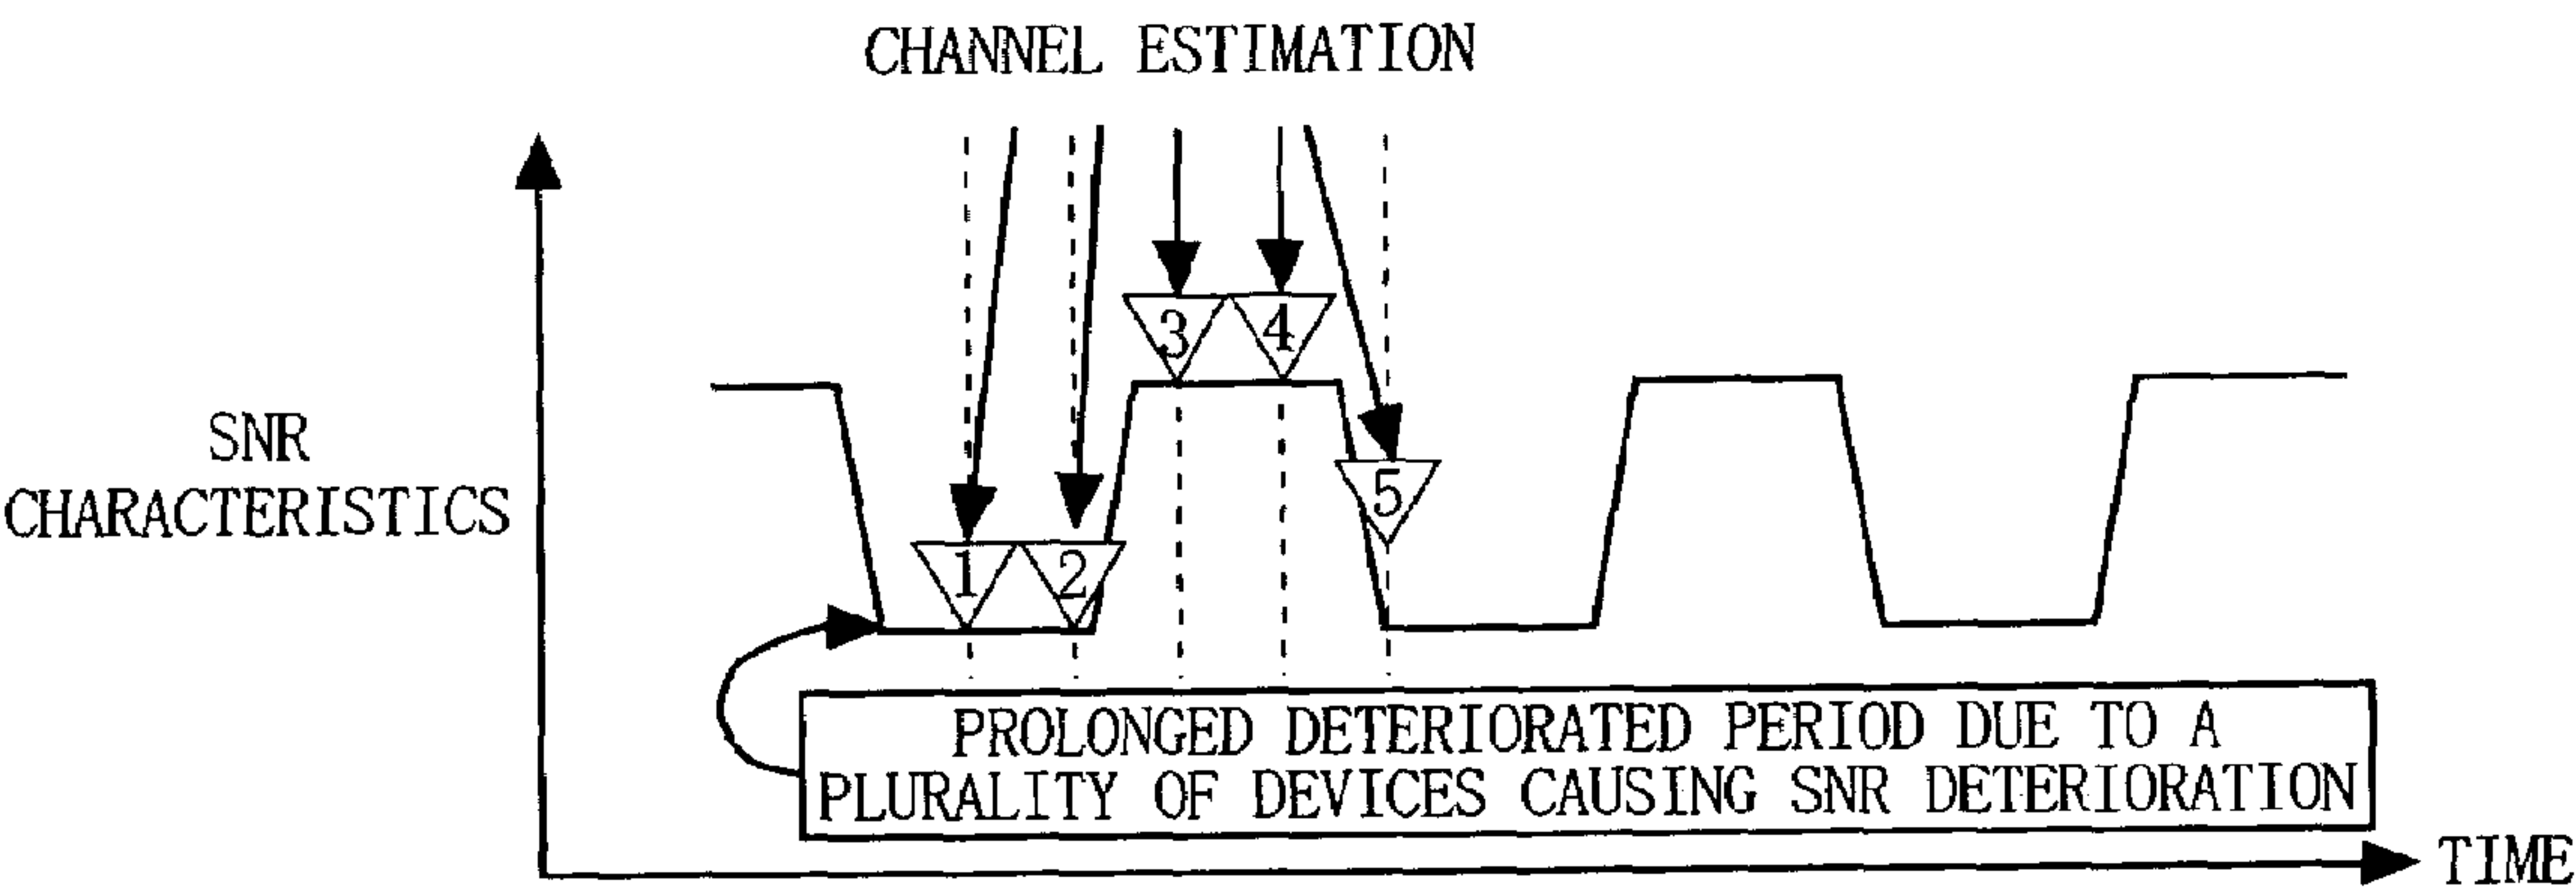 CHANNEL ESTIMATION
3 4
SNR
CHARACTERISTICS
5
1 2
PROLONGED DETERIORATED PERIOD DUE TO A
PLURALITY OF DEVICES CAUSING SNR DETERIORATION
TIME